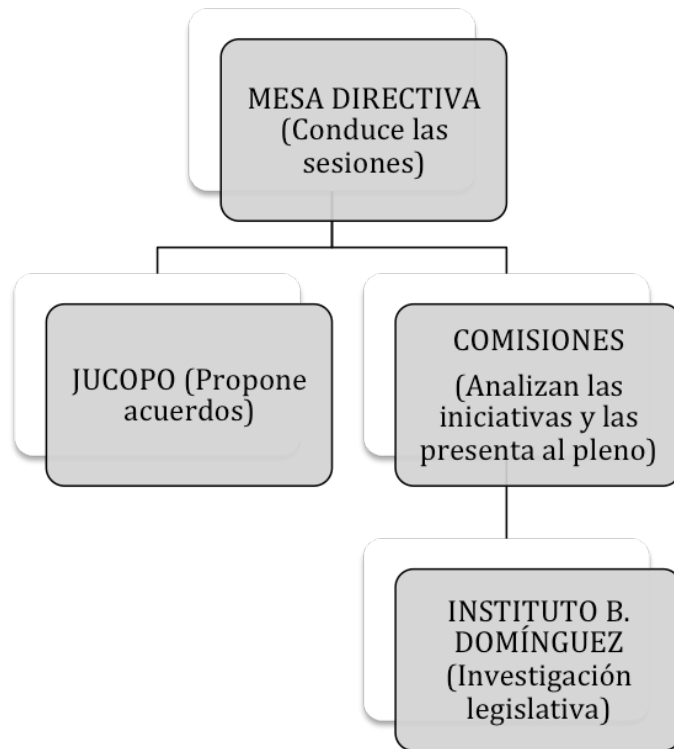 MESA DIRECTIVA
(Conduce las
sesiones)
JUCOPO (Propone
acuerdos)
COMISIONES
(Analizan las
iniciativas y las
presenta al pleno)
INSTITUTO B.
DOMÍNGUEZ
(Investigación
legislativa)